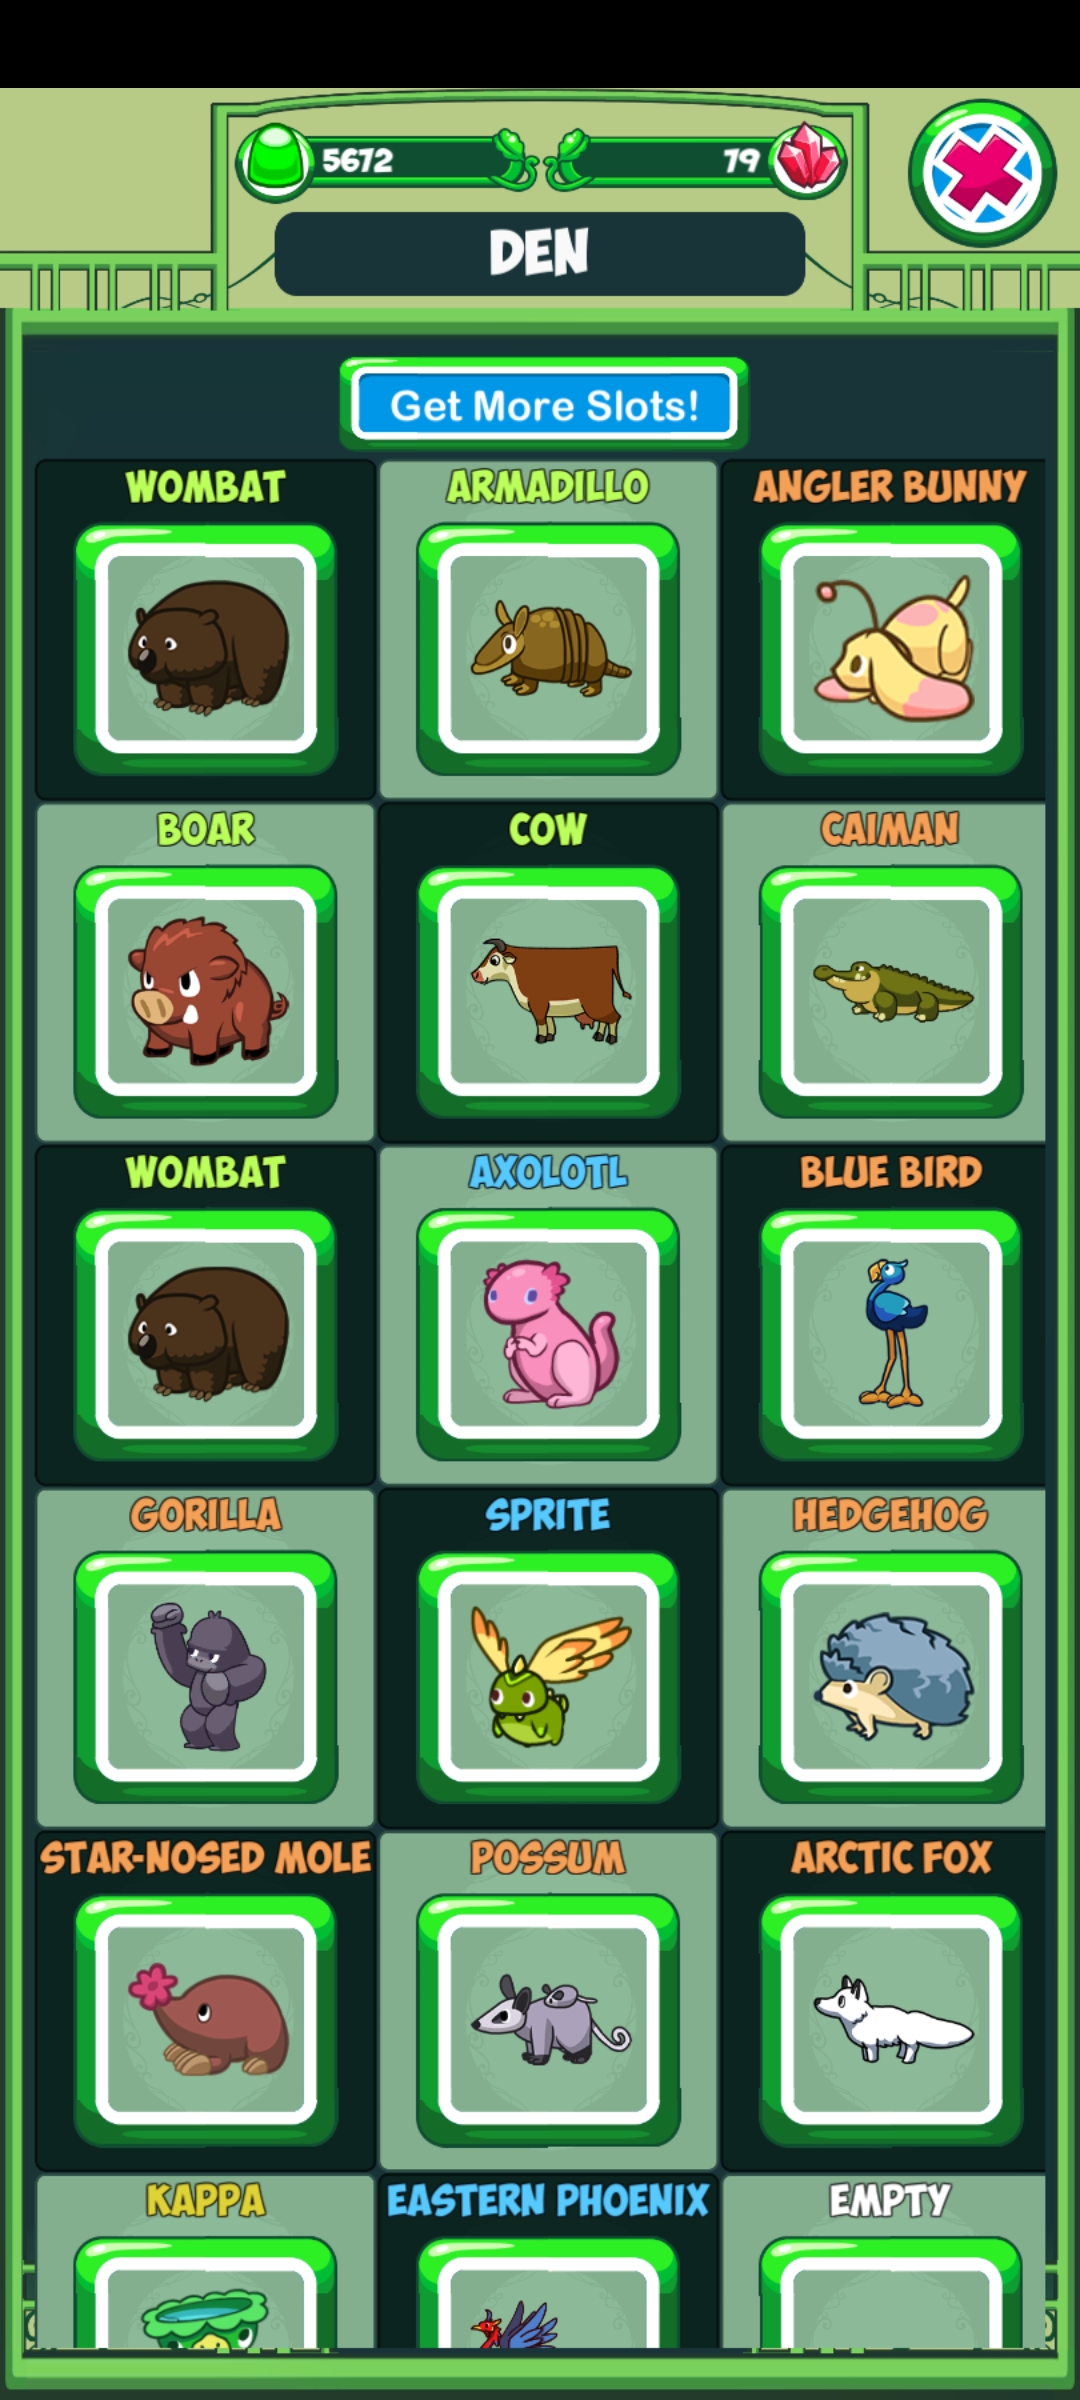 5672
79
DEN
Get More Slots!
WOMBAT
ARMADILLO
ANGLER BUNNY
BOAR
COW
CAIMAN
WOMBAT
AXOLOTL
BLUE BIRD
GORILLA
SPRITE
HEDGEHOG
STAR-NOSED MOLE
POSSUM
ARCTIC FOX
KAPPA
EASTERN PHOENIX
EMPTY